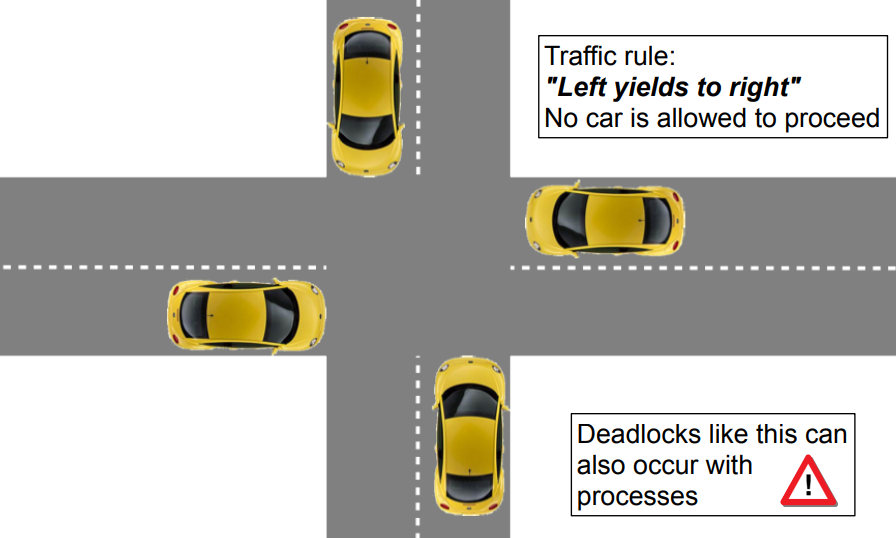 Traffic rule:
"Left yields to right"
No car is allowed to proceed
Deadlocks like this can
also occur with
processes
!